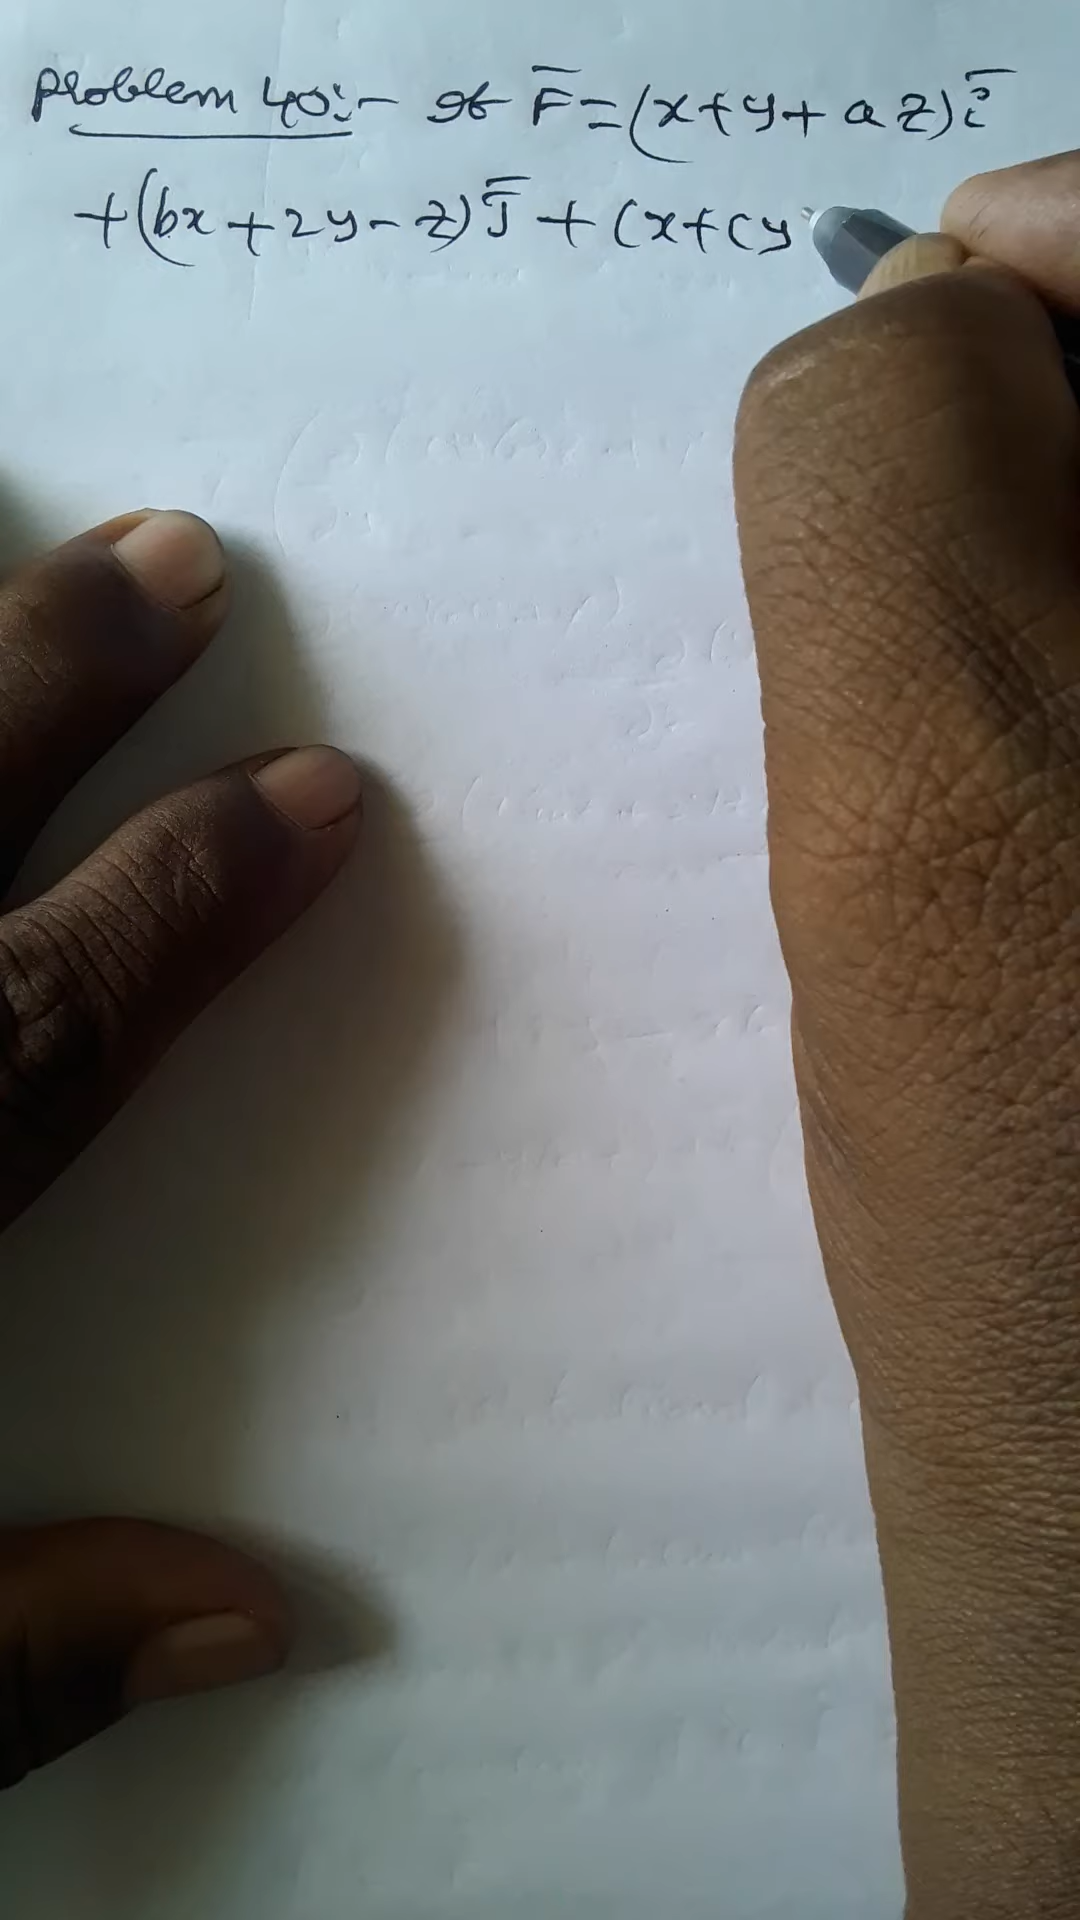 Problem 40:- If F̅ = (x+y+az)i̅
+(bx+2y-z)j̅ + (x+cy